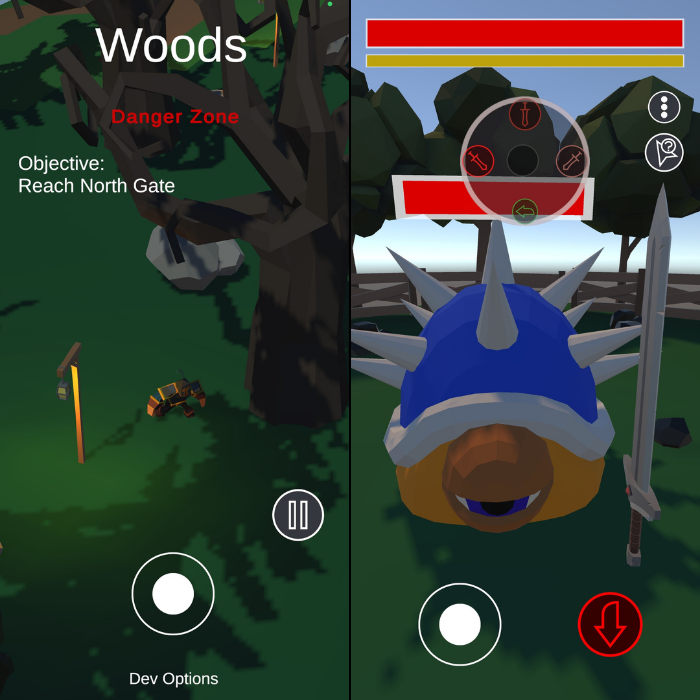 Woods
Danger Zone
Objective:
Reach North Gate
Dev Options